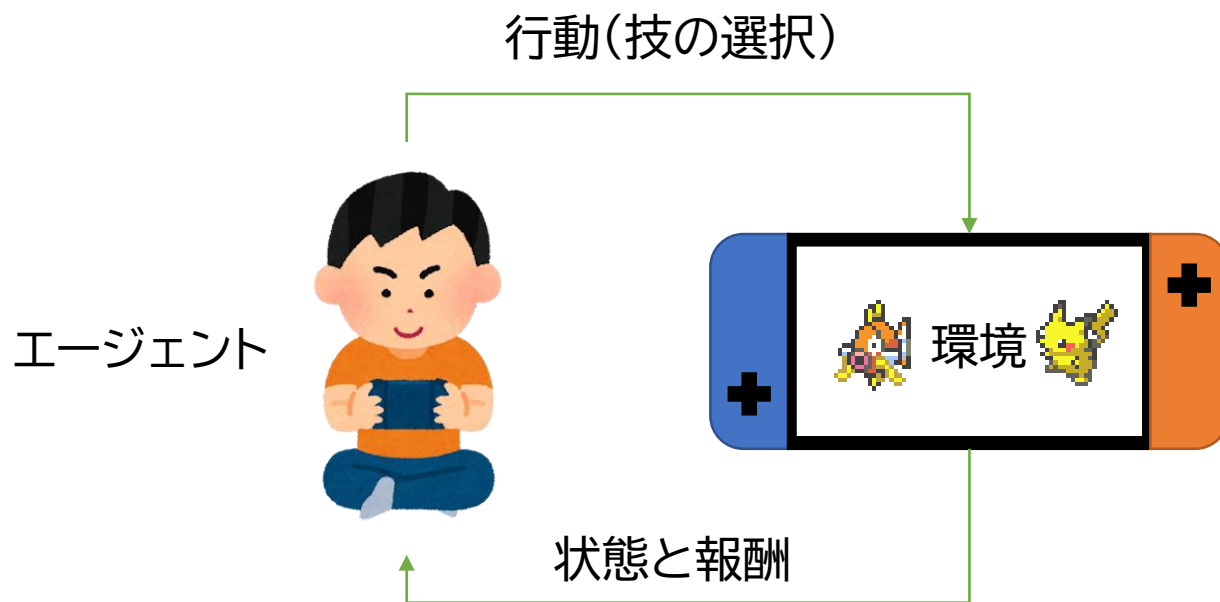 行動(技の選択)
エージェント
環境
状態と報酬